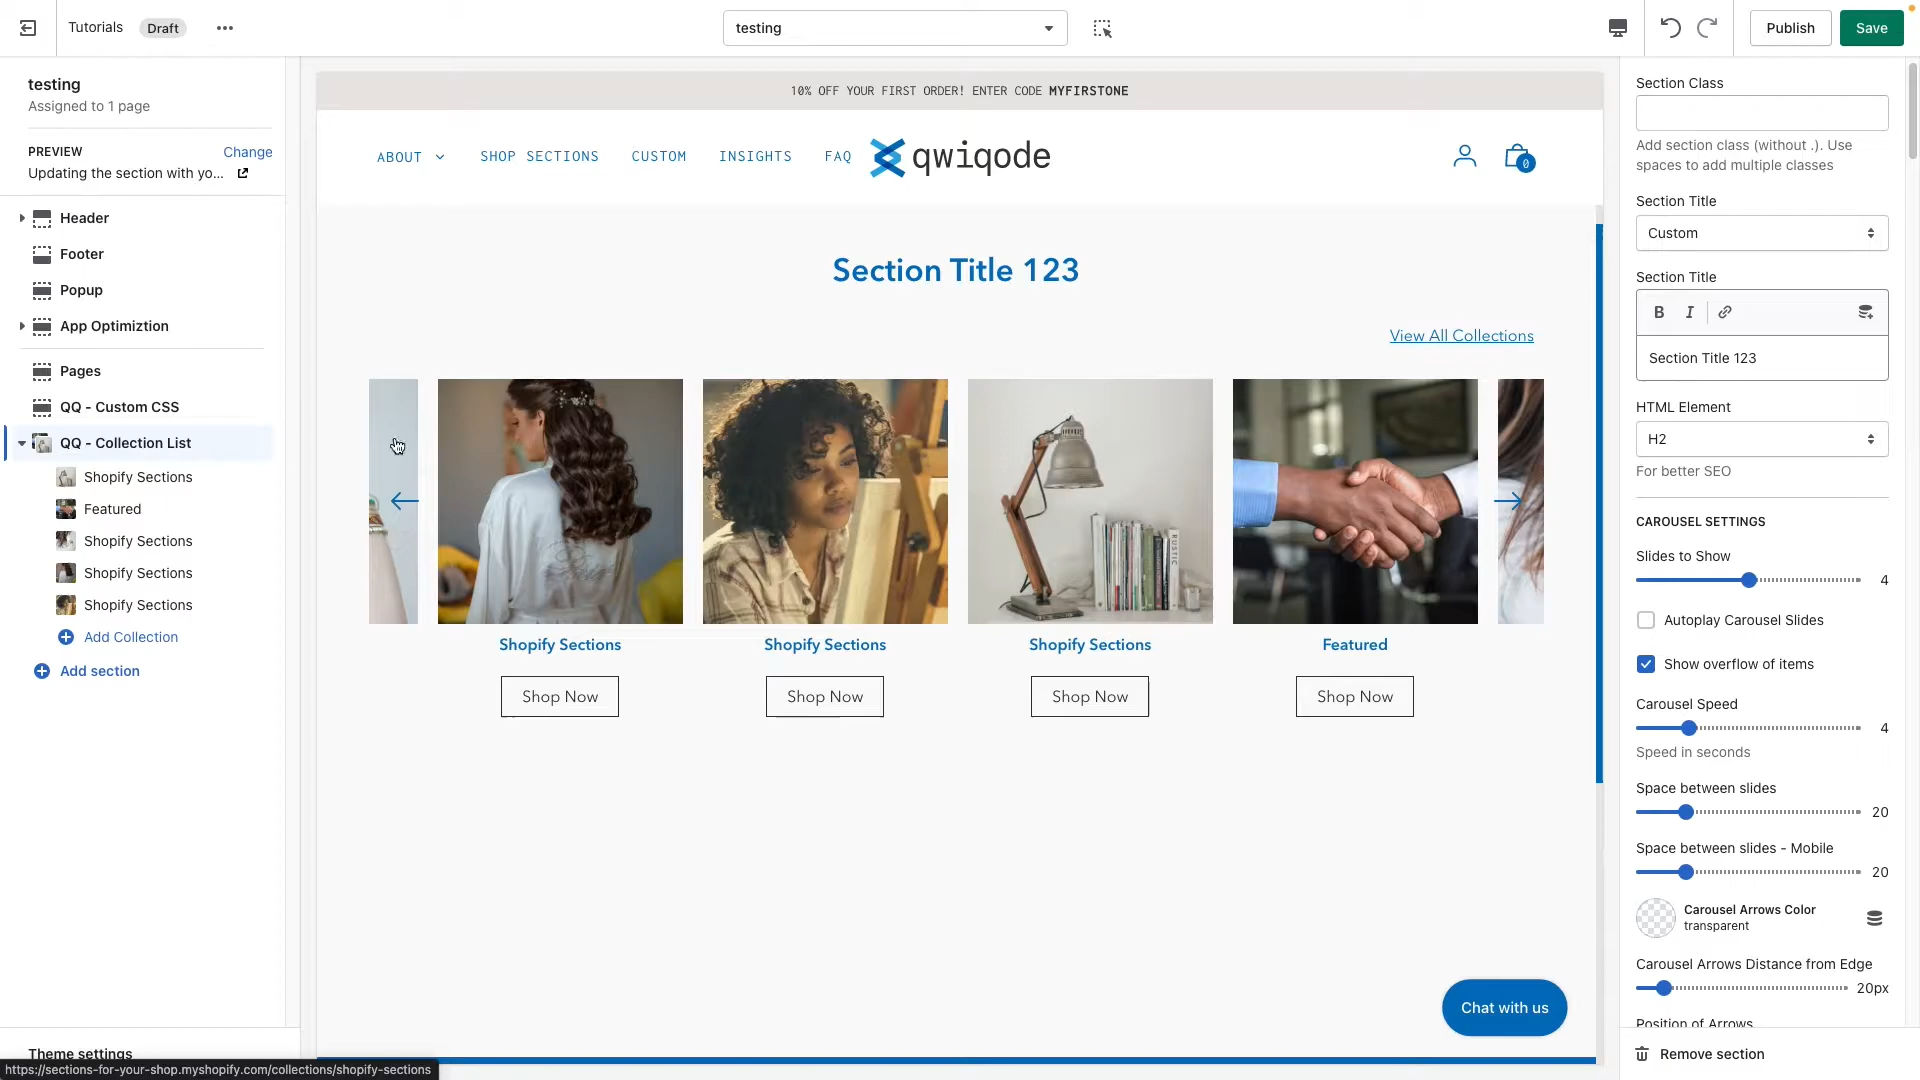 Tutorials
Draft
testing
Publish
Save
testing
Assigned to 1 page
PREVIEW
Change
Updating the section with yo...
Header
Footer
Popup
App Optimiztion
Pages
QQ - Custom CSS
QQ - Collection List
Shopify Sections
Featured
Shopify Sections
Shopify Sections
Shopify Sections
Add Collection
Add section
Theme settings
https://sections-for-your-shop.myshopify.com/collections/shopify-sections
10% OFF YOUR FIRST ORDER! ENTER CODE MYFIRSTONE
ABOUT
SHOP SECTIONS
CUSTOM
INSIGHTS
FAQ
qwiqode
0
Section Title 123
View All Collections
RUSTIC
Shopify Sections
Shopify Sections
Shopify Sections
Featured
Shop Now
Shop Now
Shop Now
Shop Now
Chat with us
Section Class
Add section class (without .). Use
spaces to add multiple classes
Section Title
Custom
Section Title
B I
Section Title 123
HTML Element
H2
For better SEO
CAROUSEL SETTINGS
Slides to Show
4
Autoplay Carousel Slides
Show overflow of items
Carousel Speed
4
Speed in seconds
Space between slides
20
Space between slides - Mobile
20
Carousel Arrows Color
transparent
Carousel Arrows Distance from Edge
20px
Position of Arrows
Remove section